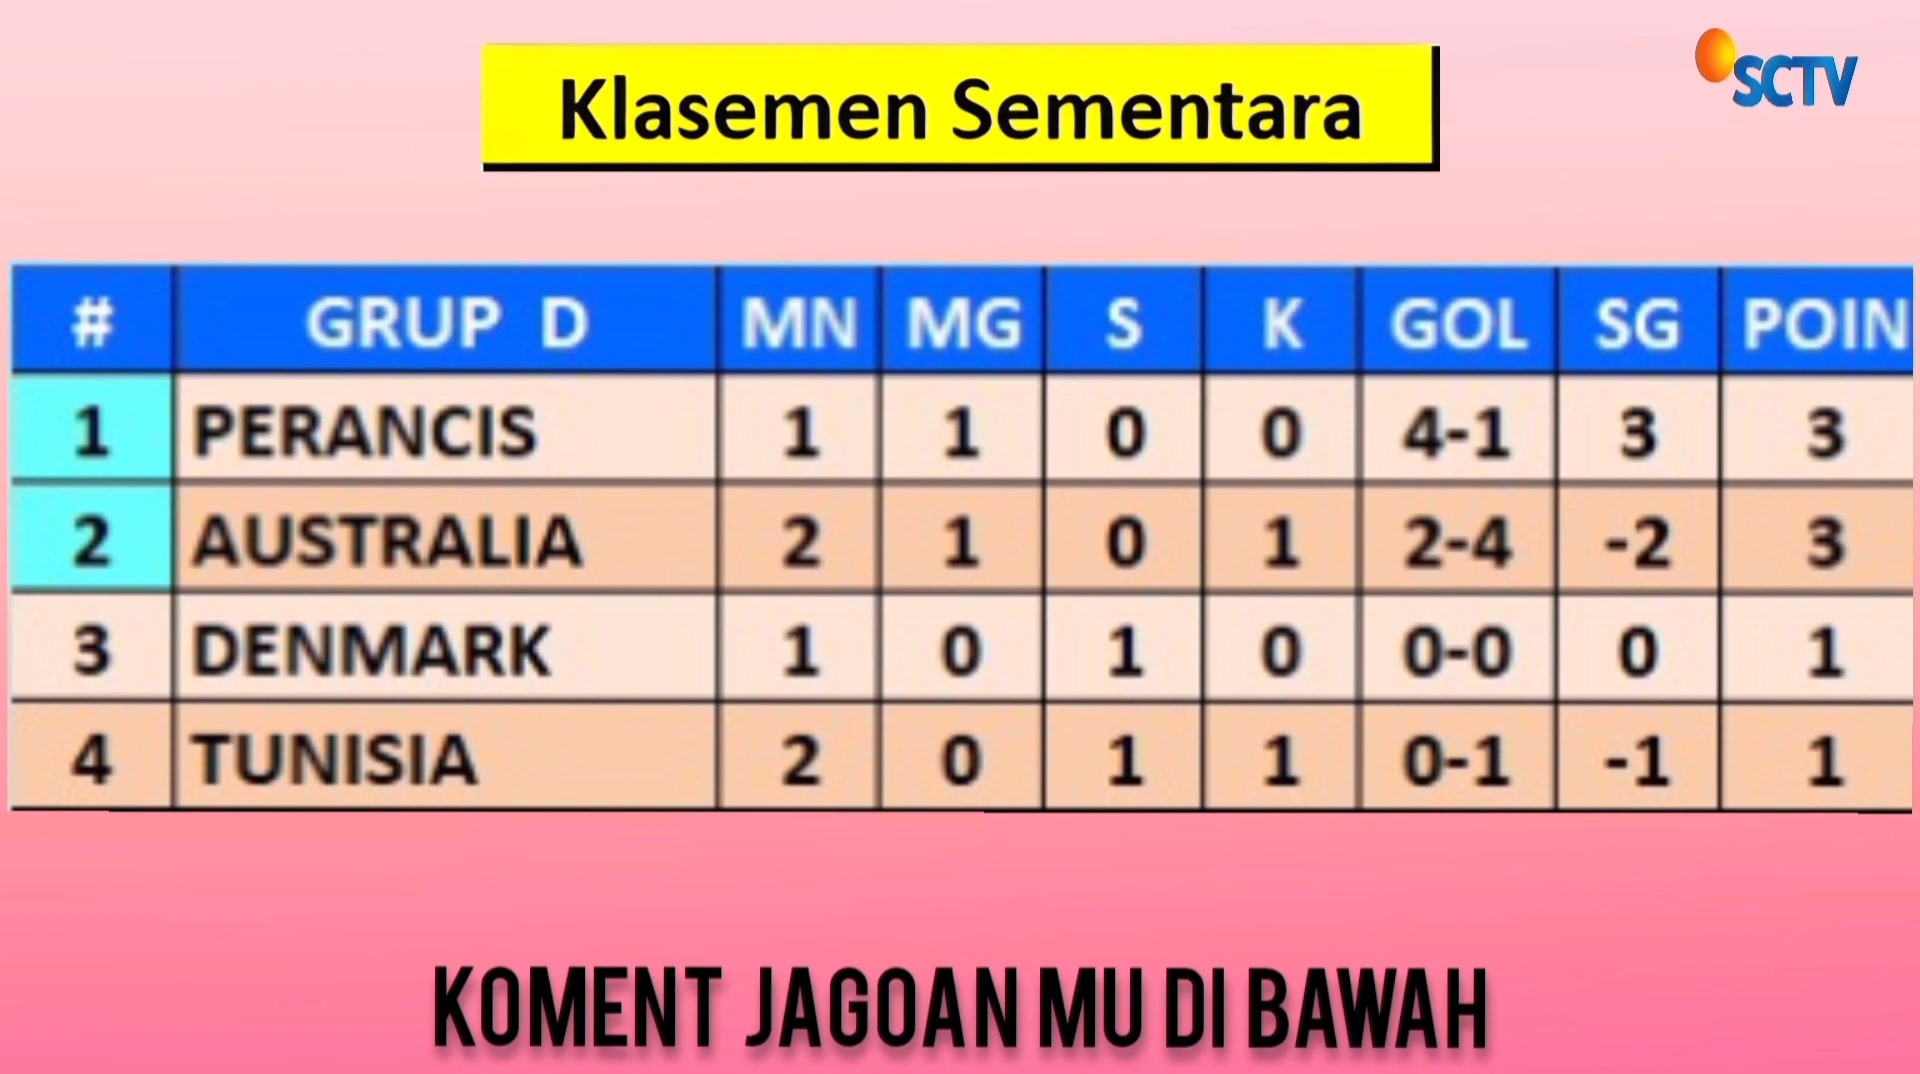 SCTV
Klasemen Sementara
# GRUP D MN MG S K GOL SG POIN
1 PERANCIS 1 1 0 0 4-1 3 3
2 AUSTRALIA 2 1 0 1 2-4 -2 3
3 DENMARK 1 0 1 0 0-0 0 1
4 TUNISIA 2 0 1 1 0-1 -1 1
KOMENT JAGOAN MU DI BAWAH